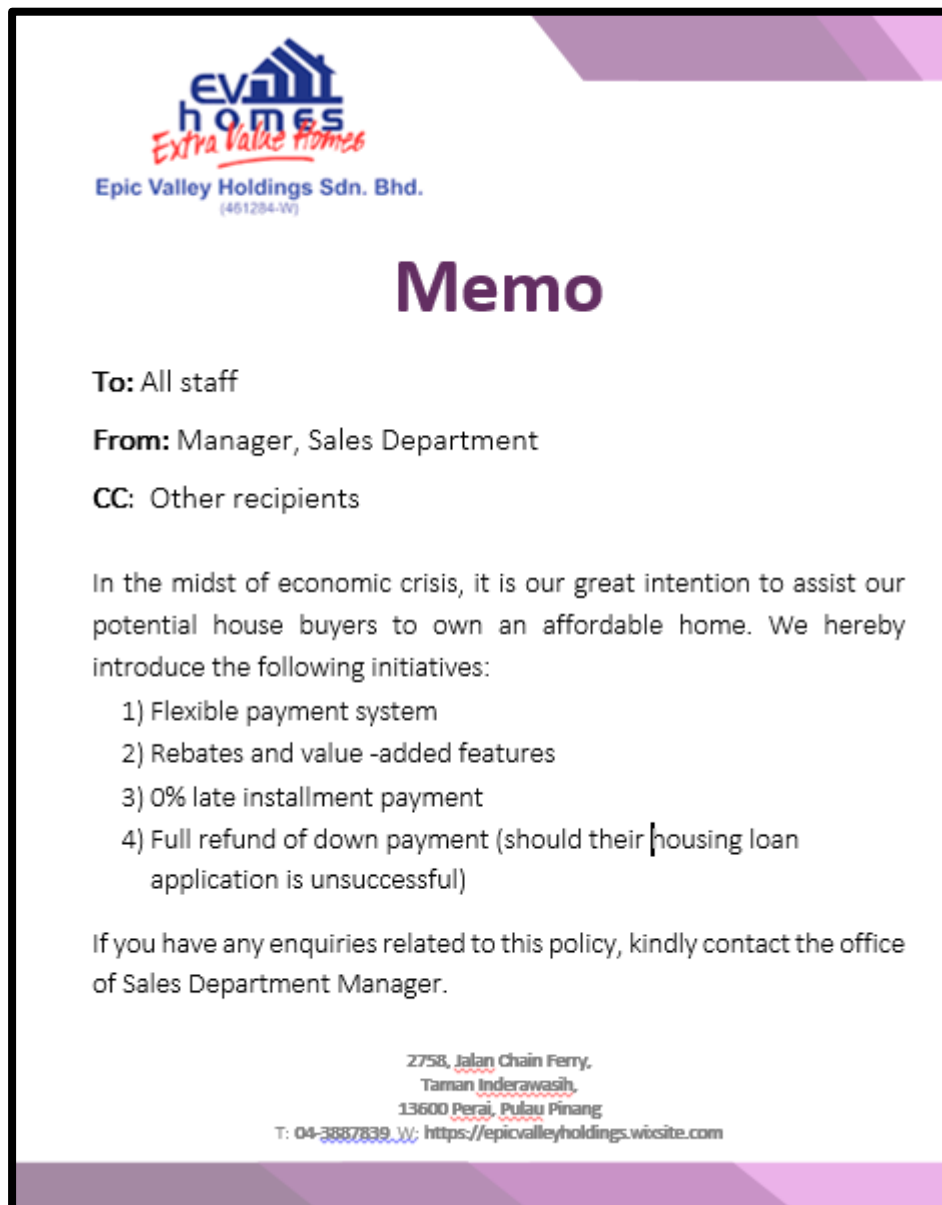 EV
homes
Extra Value Homes
Epic Valley Holdings Sdn. Bhd.
(461284-W)
Memo
To: All staff
From: Manager, Sales Department
CC: Other recipients
In the midst of economic crisis, it is our great intention to assist our
potential house buyers to own an affordable home. We hereby
introduce the following initiatives:
1) Flexible payment system
2) Rebates and value -added features
3) 0% late installment payment
4) Full refund of down payment (should their housing loan
application is unsuccessful)
If you have any enquiries related to this policy, kindly contact the office
of Sales Department Manager.
2758, Jalan Chain Ferry,
Taman Inderawasih,
13600 Perai, Pulau Pinang
T: 04-3887839 W: https://epicvalleyholdings.wixsite.com